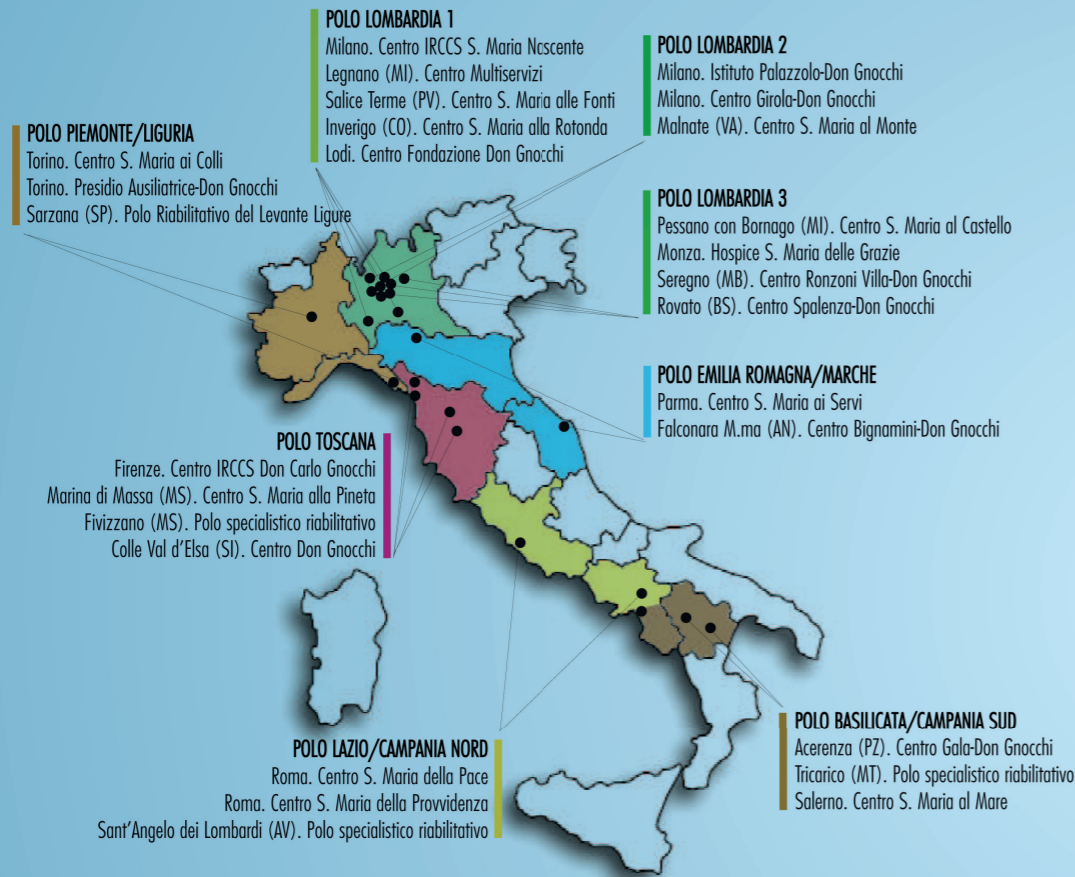 POLO LOMBARDIA 1
Milano. Centro IRCCS S. Maria Nascente
Legnano (MI). Centro Multiservizi
Salice Terme (PV). Centro S. Maria alle Fonti
Inverigo (CO). Centro S. Maria alla Rotonda
Lodi. Centro Fondazione Don Gnocchi
POLO LOMBARDIA 2
Milano. Istituto Palazzolo-Don Gnocchi
Milano. Centro Girola-Don Gnocchi
Malnate (VA). Centro S. Maria al Monte
POLO PIEMONTE/LIGURIA
Torino. Centro S. Maria ai Colli
Torino. Presidio Ausiliatrice-Don Gnocchi
Sarzana (SP). Polo Riabilitativo del Levante Ligure
POLO LOMBARDIA 3
Pessano con Bornago (MI). Centro S. Maria al Castello
Monza. Hospice S. Maria delle Grazie
Seregno (MB). Centro Ronzoni Villa-Don Gnocchi
Rovato (BS). Centro Spalenza-Don Gnocchi
POLO EMILIA ROMAGNA/MARCHE
Parma. Centro S. Maria ai Servi
Falconara M.ma (AN). Centro Bignamini-Don Gnocchi
POLO TOSCANA
Firenze. Centro IRCCS Don Carlo Gnocchi
Marina di Massa (MS). Centro S. Maria alla Pineta
Fivizzano (MS). Polo specialistico riabilitativo
Colle Val d'Elsa (SI). Centro Don Gnocchi
POLO LAZIO/CAMPANIA NORD
Roma. Centro S. Maria della Pace
Roma. Centro S. Maria della Provvidenza
Sant'Angelo dei Lombardi (AV). Polo specialistico riabilitativo
POLO BASILICATA/CAMPANIA SUD
Acerenza (PZ). Centro Gala-Don Gnocchi
Tricarico (MT). Polo specialistico riabilitativo
Salerno. Centro S. Maria al Mare